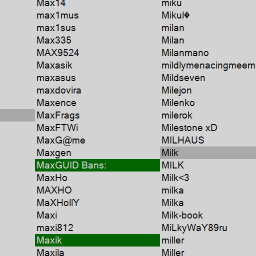 Max14
max1mus
max1sus
Max335
MAX9524
Maxasik
maxasus
maxdovira
Maxence
MaxFrags
MaxFTWi
MaxG@me
Maxgen
MaxGUID Bans:
MaxHo
MAXHO
MaXHollY
Maxi
maxi812
Maxik
Maxila
miku
Mikul�
milan
Milan
Milanmano
mildlymenacingmeem
Mildseven
Milejon
Milenko
milerok
Milestone xD
MILHAUS
Milk
MILK
Milk<3
milka
Milka
Milk-book
MiLkyWaY89ru
miller
Miller